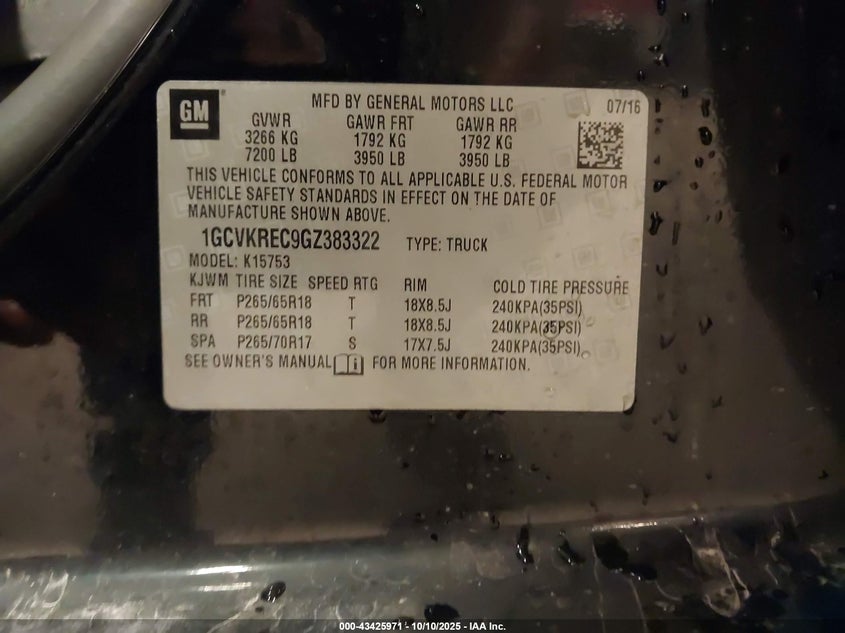 GM
MFD BY GENERAL MOTORS LLC 07/16
GVWR GAWR FRT GAWR RR
3266 KG 1792 KG 1792 KG
7200 LB 3950 LB 3950 LB
THIS VEHICLE CONFORMS TO ALL APPLICABLE U.S. FEDERAL MOTOR
VEHICLE SAFETY STANDARDS IN EFFECT ON THE DATE OF
MANUFACTURE SHOWN ABOVE.
1GCVKREC9GZ383322 TYPE: TRUCK
MODEL: K15753
KJWM TIRE SIZE SPEED RTG RIM COLD TIRE PRESSURE
FRT P265/65R18 T 18X8.5J 240KPA(35PSI)
RR P265/65R18 T 18X8.5J 240KPA(35PSI)
SPA P265/70R17 S 17X7.5J 240KPA(35PSI)
SEE OWNER'S MANUAL FOR MORE INFORMATION.
000-43425971 - 10/10/2025 - IAA Inc.